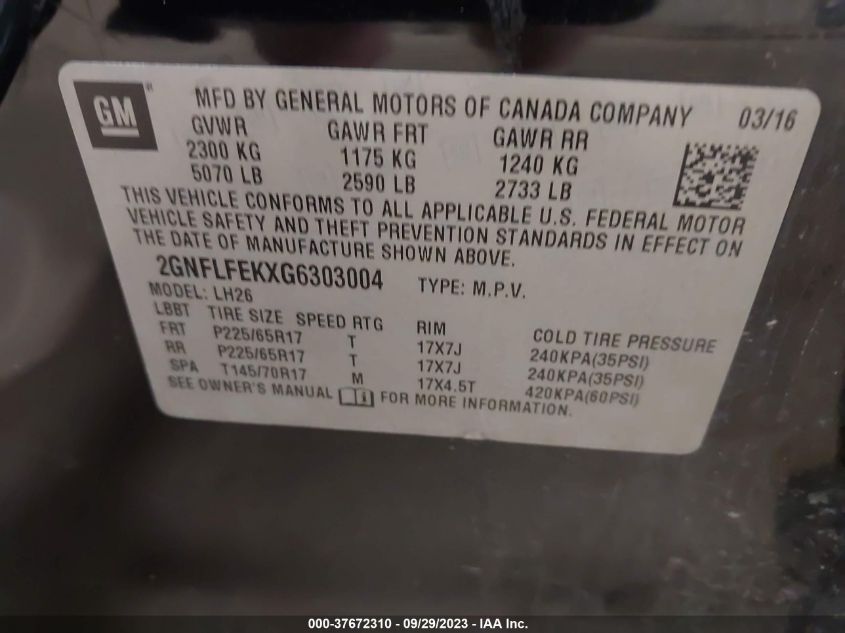 GM ®
MFD BY GENERAL MOTORS OF CANADA COMPANY 03/16
GVWR GAWR FRT GAWR RR
2300 KG 1175 KG 1240 KG
5070 LB 2590 LB 2733 LB
THIS VEHICLE CONFORMS TO ALL APPLICABLE U.S. FEDERAL MOTOR
VEHICLE SAFETY AND THEFT PREVENTION STANDARDS IN EFFECT ON
THE DATE OF MANUFACTURE SHOWN ABOVE.
2GNFLFEKXG6303004 TYPE: M.P.V.
MODEL: LH26
LBBT TIRE SIZE SPEED RTG RIM COLD TIRE PRESSURE
FRT P225/65R17 T 17X7J 240KPA(35PSI)
RR P225/65R17 T 17X7J 240KPA(35PSI)
SPA T145/70R17 M 17X4.5T 420KPA(60PSI)
SEE OWNER'S MANUAL FOR MORE INFORMATION.
000-37672310 - 09/29/2023 - IAA Inc.